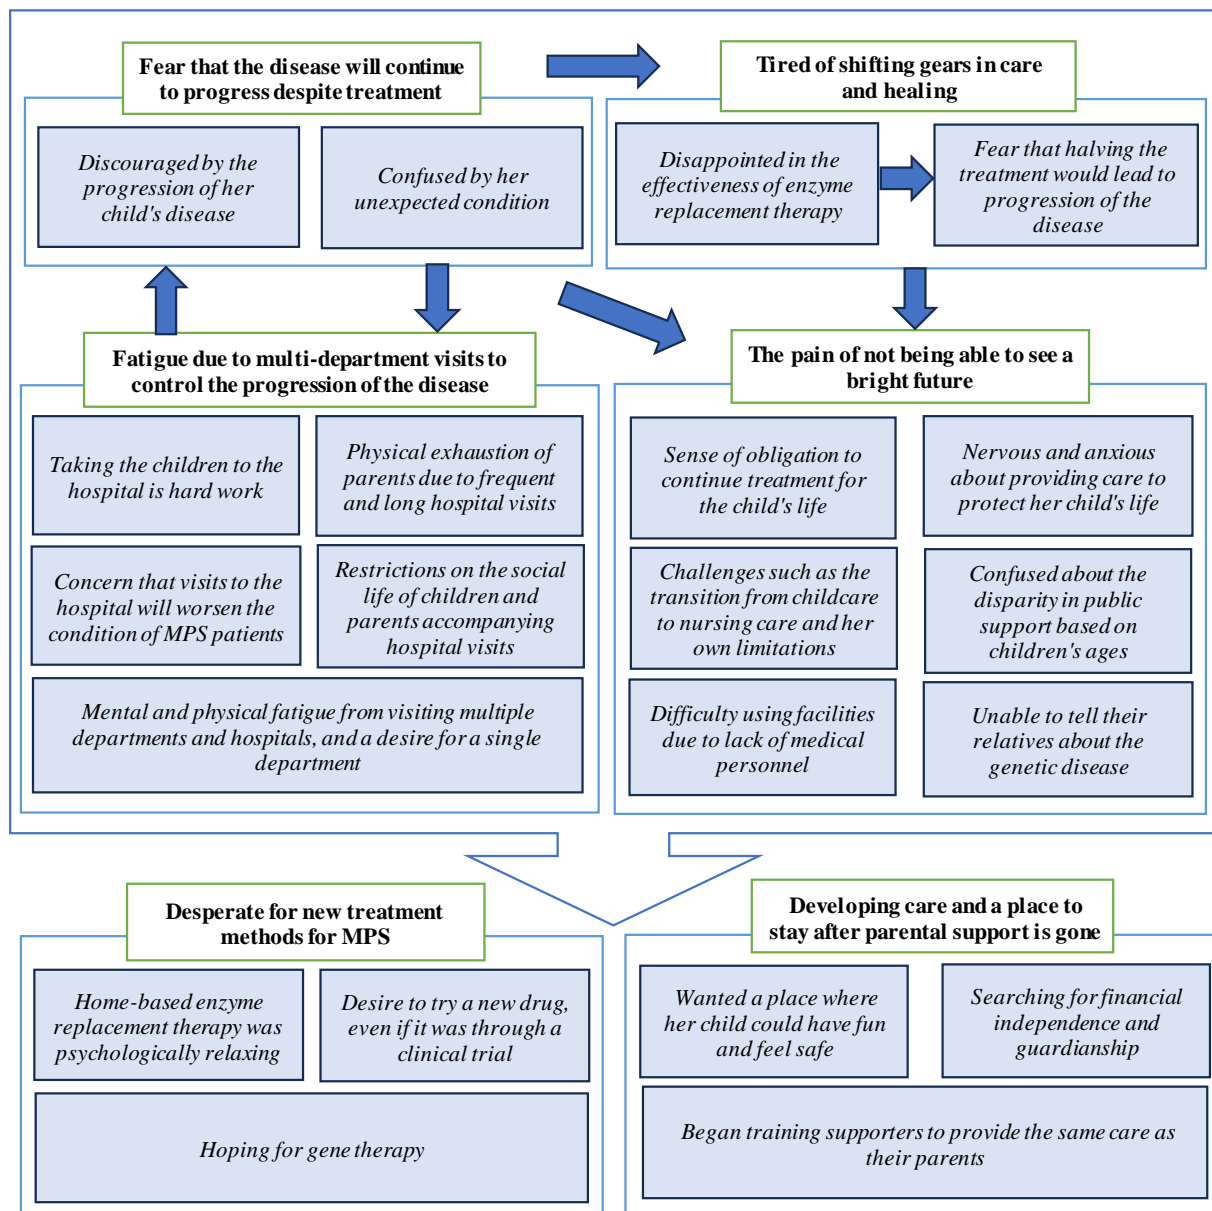 Fear that the disease will continue
to progress despite treatment
Discouraged by the
progression of her
child's disease
Confused by her
unexpected condition
Tired of shifting gears in care
and healing
Disappointed in the
effectiveness of enzyme
replacement therapy
Fear that halving the
treatment would lead to
progression of the
disease
Fatigue due to multi-department visits to
control the progression of the disease
Taking the children to the
hospital is hard work
Physical exhaustion of
parents due to frequent
and long hospital visits
Concern that visits to the
hospital will worsen the
condition of MPS patients
Restrictions on the social
life of children and
parents accompanying
hospital visits
Mental and physical fatigue from visiting multiple
departments and hospitals, and a desire for a single
department
The pain of not being able to see a
bright future
Sense of obligation to
continue treatment for
the child's life
Nervous and anxious
about providing care to
protect her child's life
Challenges such as the
transition from childcare
to nursing care and her
own limitations
Confused about the
disparity in public
support based on
children's ages
Difficulty using facilities
due to lack of medical
personnel
Unable to tell their
relatives about the
genetic disease
Desperate for new treatment
methods for MPS
Home-based enzyme
replacement therapy was
psychologically relaxing
Desire to try a new drug,
even if it was through a
clinical trial
Hoping for gene therapy
Developing care and a place to
stay after parental support is gone
Wanted a place where
her child could have fun
and feel safe
Searching for financial
independence and
guardianship
Began training supporters to provide the same care as
their parents